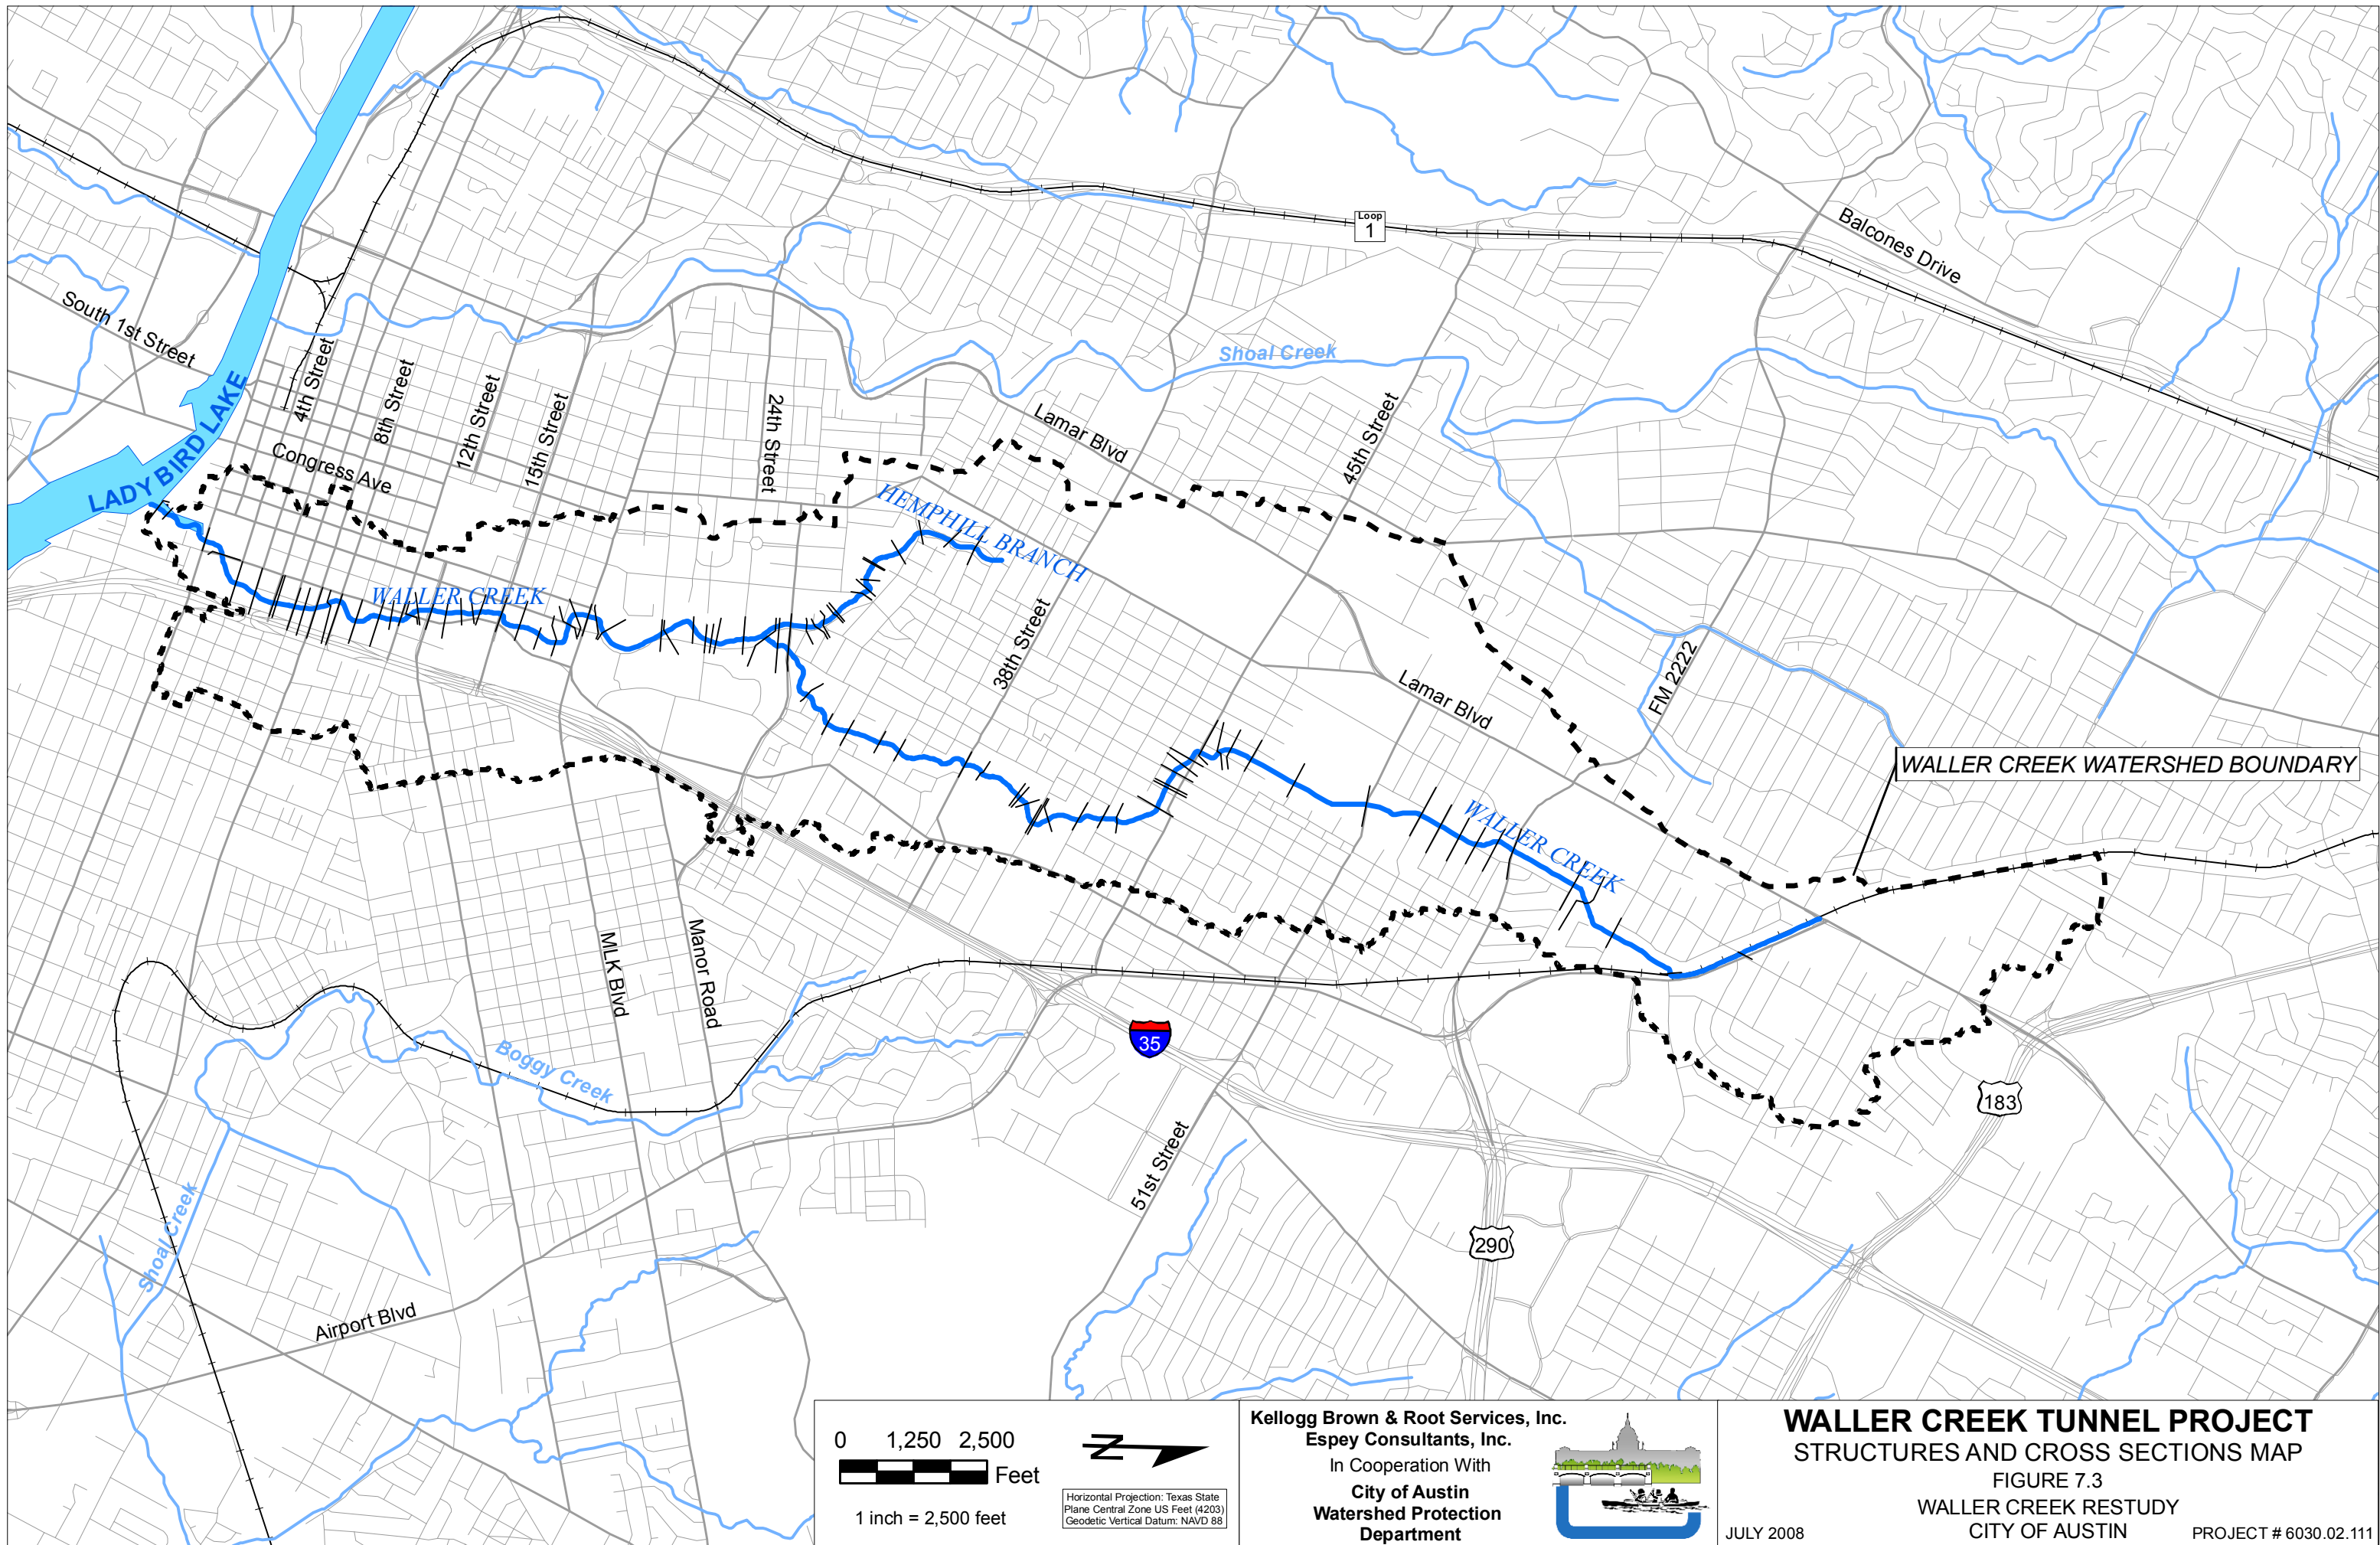 Loop
1
Balcones Drive
South 1st Street
Shoal Creek
4th Street
8th Street
12th Street
15th Street
24th Street
Lamar Blvd
45th Street
LADY BIRD LAKE
Congress Ave
HEMPHILL BRANCH
WALLER CREEK
38th Street
Lamar Blvd
FM 2222
WALLER CREEK WATERSHED BOUNDARY
WALLER CREEK
MLK Blvd
Manor Road
35
Boggy Creek
183
51st Street
Shoal Creek
290
Airport Blvd
0 1,250 2,500
Feet
1 inch = 2,500 feet
N
Horizontal Projection: Texas State
Plane Central Zone US Feet (4203)
Geodetic Vertical Datum: NAVD 88
Kellogg Brown & Root Services, Inc.
Espey Consultants, Inc.
In Cooperation With
City of Austin
Watershed Protection
Department
WALLER CREEK TUNNEL PROJECT
STRUCTURES AND CROSS SECTIONS MAP
FIGURE 7.3
WALLER CREEK RESTUDY
CITY OF AUSTIN
JULY 2008
PROJECT # 6030.02.111